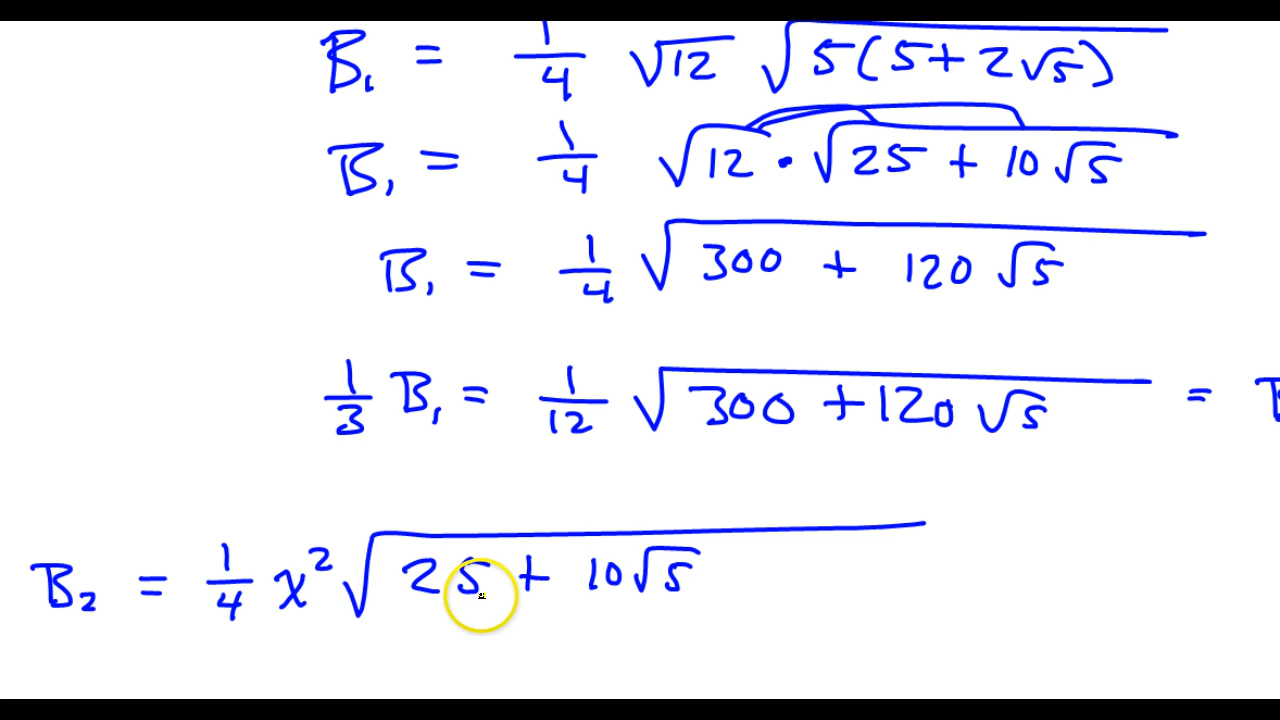 B₁ = 1/4 √12 √(5(5+2√5))
B₁ = 1/4 √12 · √(25 + 10√5)
B₁ = 1/4 √(300 + 120√5)
1/3 B₁ = 1/12 √(300 + 120√5) =
B₂ = 1/4 x² √(25 + 10√5)